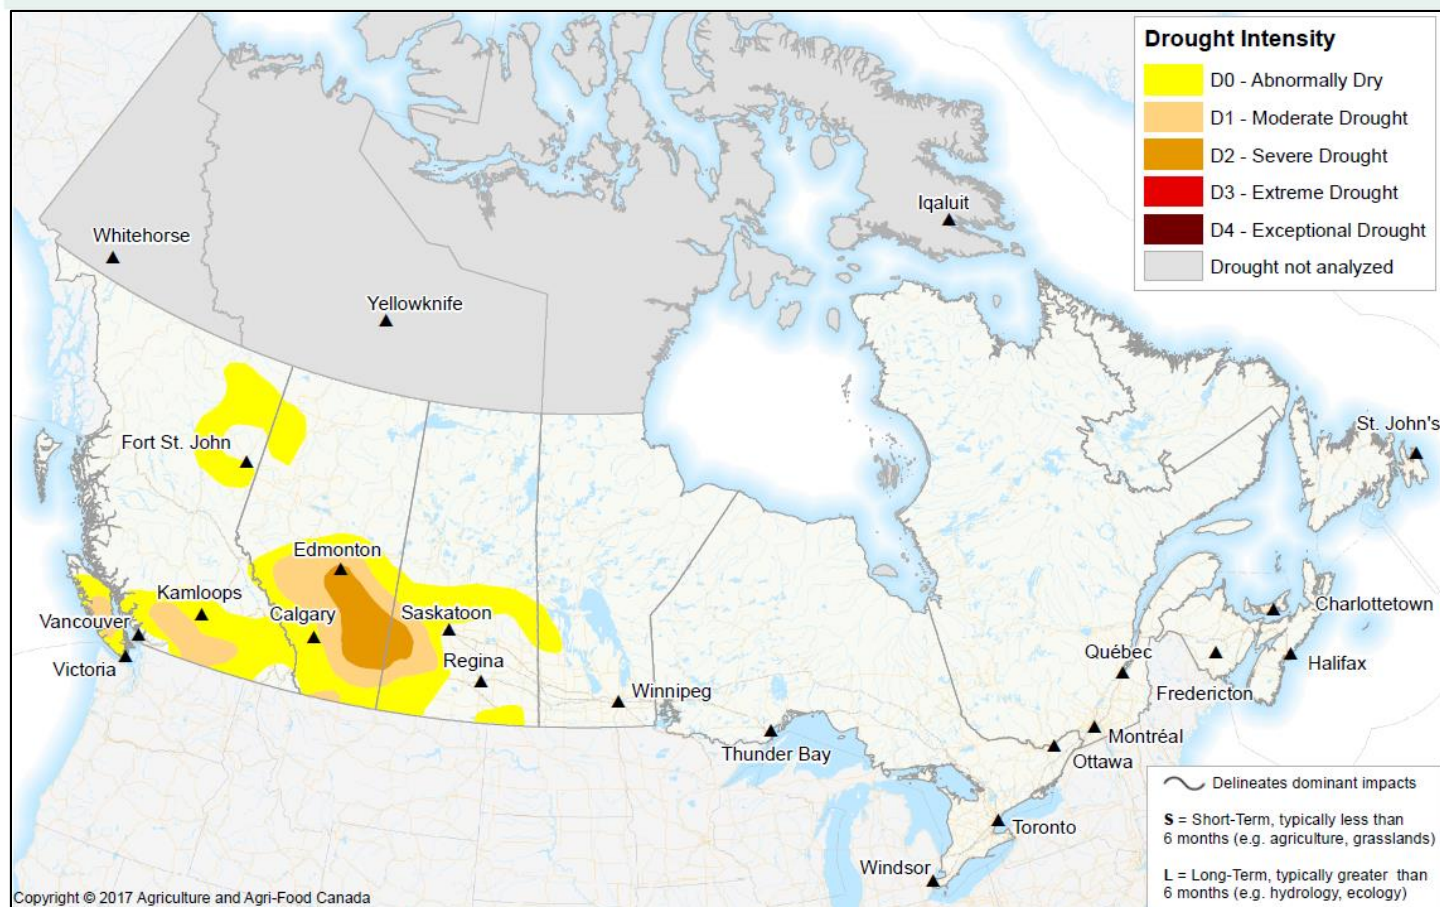 Drought Intensity
D0 - Abnormally Dry
D1 - Moderate Drought
D2 - Severe Drought
D3 - Extreme Drought
D4 - Exceptional Drought
Drought not analyzed
Iqaluit
Whitehorse
Yellowknife
Fort St. John
St. John's
Edmonton
Kamloops
Calgary
Saskatoon
Vancouver
Charlottetown
Victoria
Regina
Québec
Halifax
Winnipeg
Fredericton
Thunder Bay
Montréal
Ottawa
Toronto
Windsor
Delineates dominant impacts
S = Short-Term, typically less than
6 months (e.g. agriculture, grasslands)
L = Long-Term, typically greater than
6 months (e.g. hydrology, ecology)
Copyright © 2017 Agriculture and Agri-Food Canada